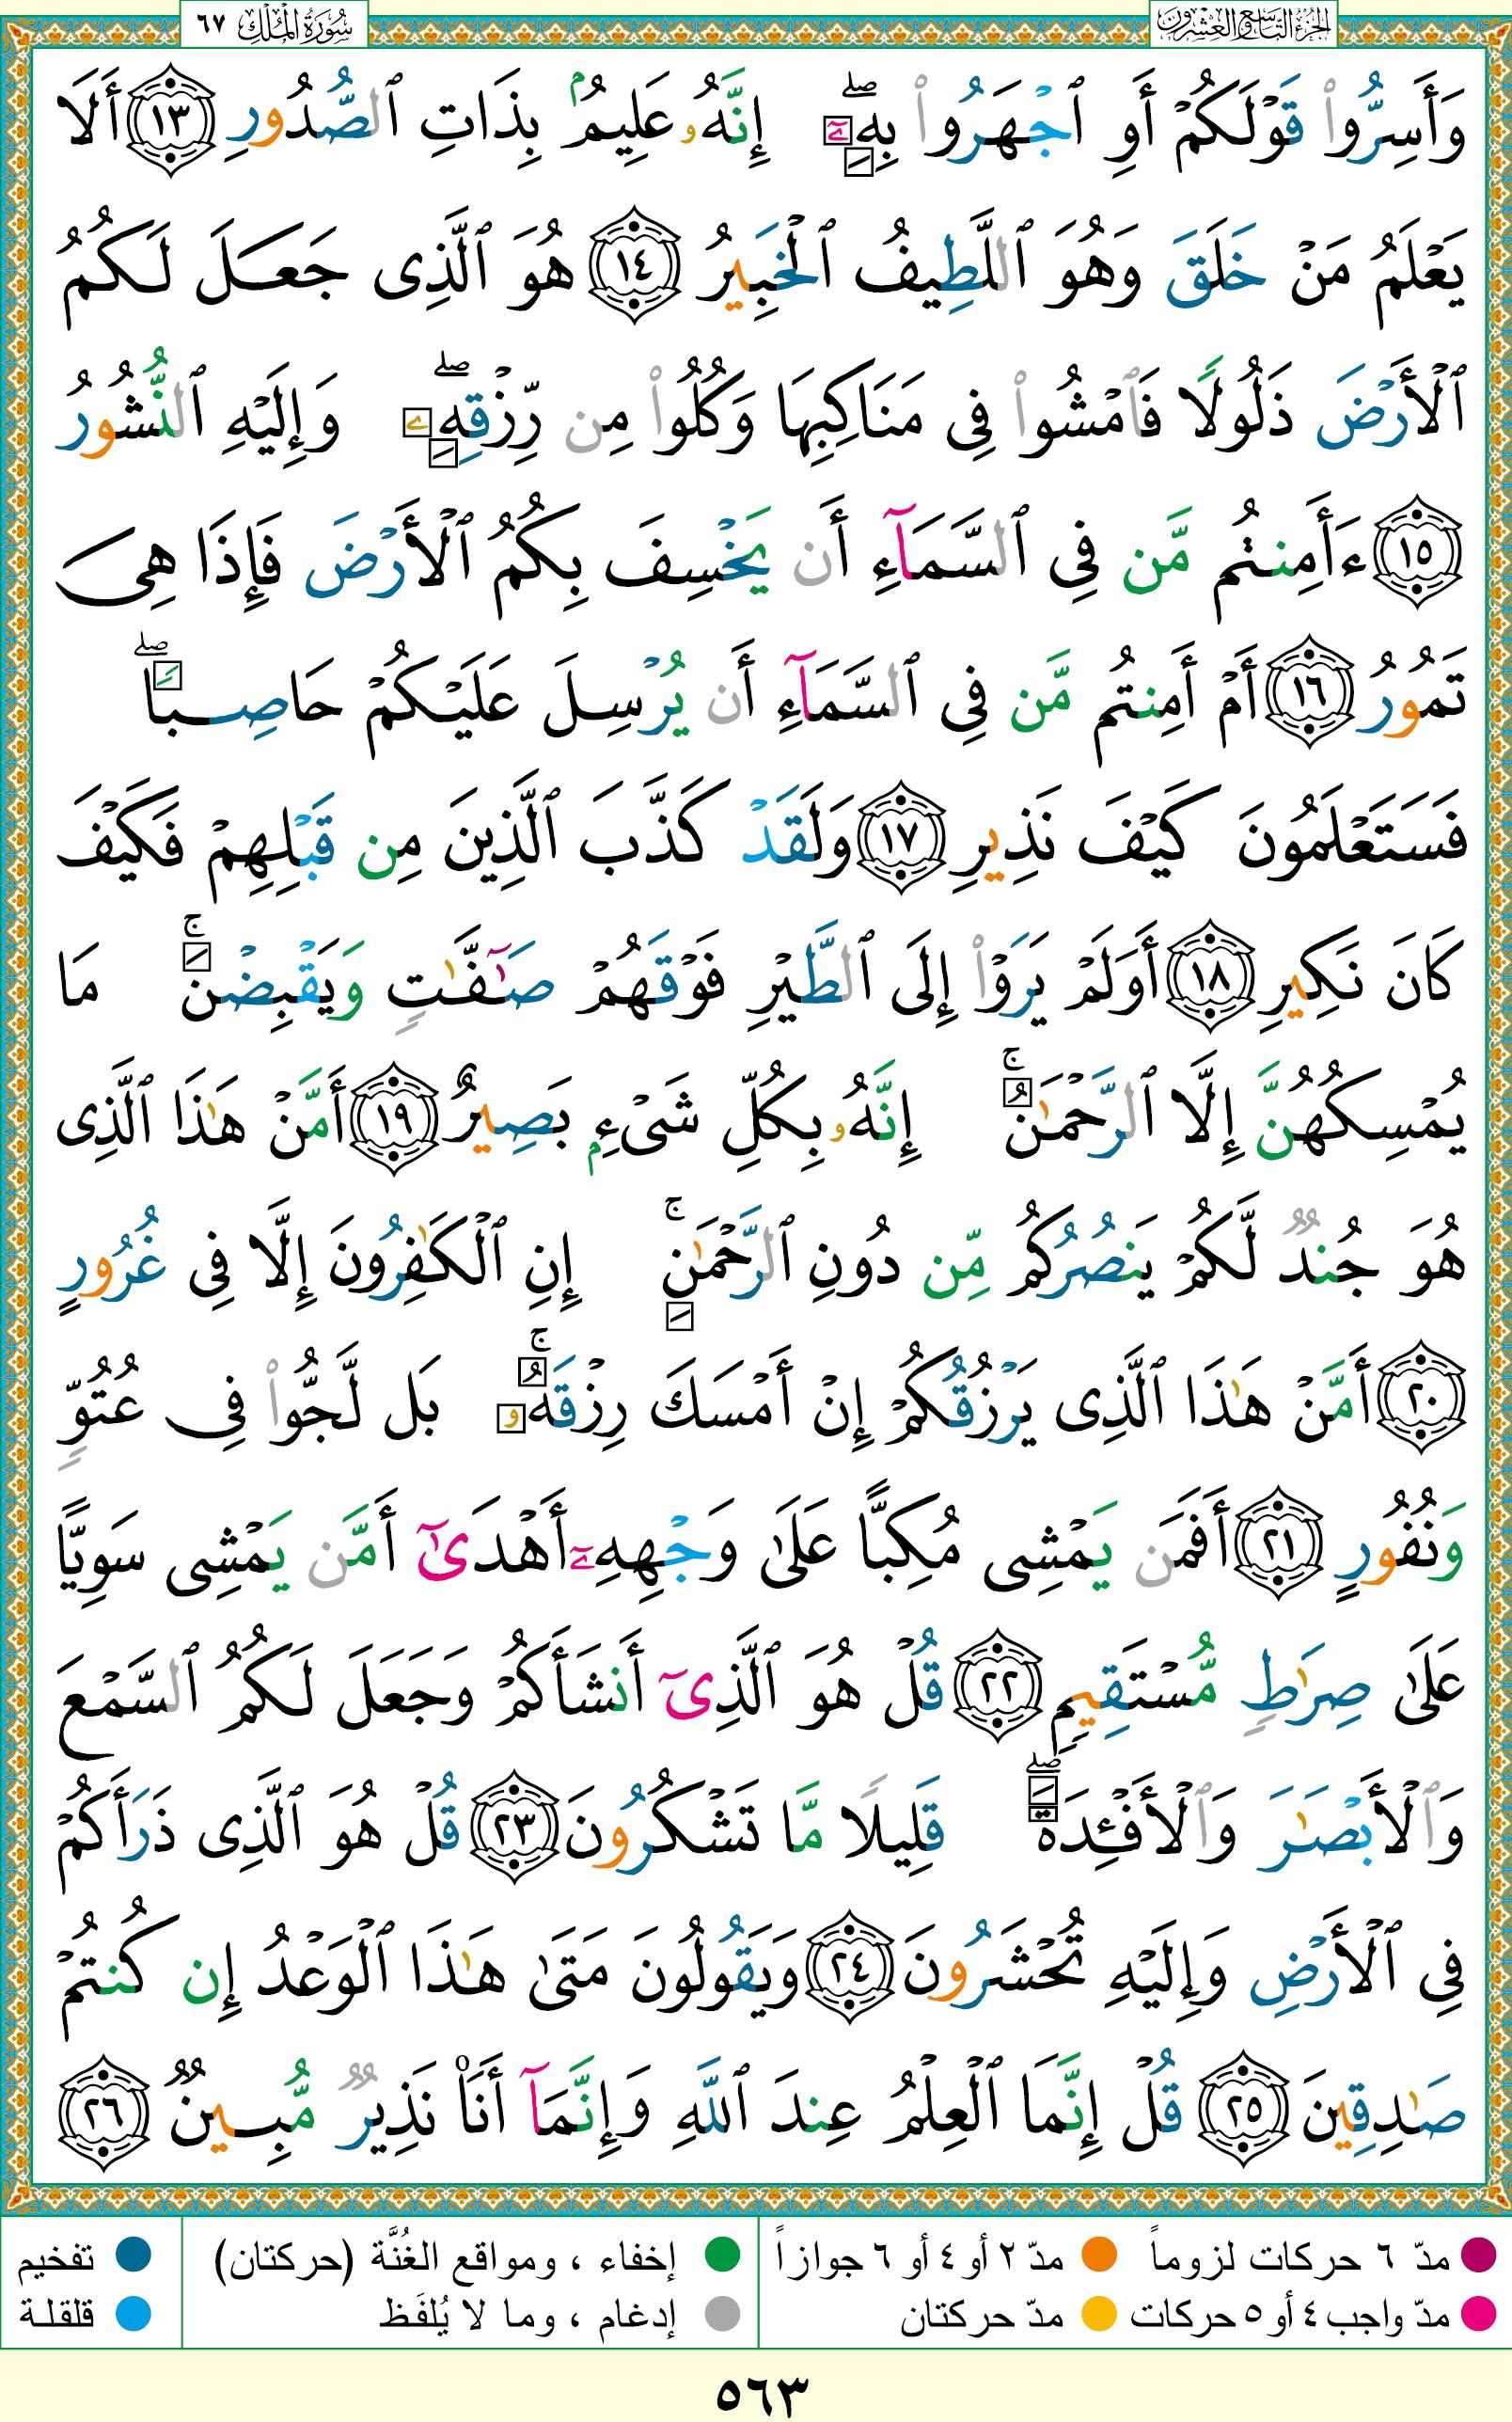 الجزء التاسع والعشرون
سورة الملك ٦٧
وَأَسِرُّوا۟ قَوْلَكُمْ أَوِ ٱجْهَرُوا۟ بِهِۦٓ ۖ إِنَّهُۥ عَلِيمٌۢ بِذَاتِ ٱلصُّدُورِ ١٣ أَلَا
يَعْلَمُ مَنْ خَلَقَ وَهُوَ ٱللَّطِيفُ ٱلْخَبِيرُ ١٤ هُوَ ٱلَّذِى جَعَلَ لَكُمُ
ٱلْأَرْضَ ذَلُولًا فَٱمْشُوا۟ فِى مَنَاكِبِهَا وَكُلُوا۟ مِن رِّزْقِهِۦ ۖ وَإِلَيْهِ ٱلنُّشُورُ
١٥ ءَأَمِنتُم مَّن فِى ٱلسَّمَآءِ أَن يَخْسِفَ بِكُمُ ٱلْأَرْضَ فَإِذَا هِىَ
تَمُورُ ١٦ أَمْ أَمِنتُم مَّن فِى ٱلسَّمَآءِ أَن يُرْسِلَ عَلَيْكُمْ حَاصِبًا ۖ
فَسَتَعْلَمُونَ كَيْفَ نَذِيرِ ١٧ وَلَقَدْ كَذَّبَ ٱلَّذِينَ مِن قَبْلِهِمْ فَكَيْفَ
كَانَ نَكِيرِ ١٨ أَوَلَمْ يَرَوْا۟ إِلَى ٱلطَّيْرِ فَوْقَهُمْ صَـٰٓفَّـٰتٍ وَيَقْبِضْنَ ۚ مَا
يُمْسِكُهُنَّ إِلَّا ٱلرَّحْمَـٰنُ ۚ إِنَّهُۥ بِكُلِّ شَىْءٍۭ بَصِيرٌ ١٩ أَمَّنْ هَـٰذَا ٱلَّذِى
هُوَ جُندٌ لَّكُمْ يَنصُرُكُم مِّن دُونِ ٱلرَّحْمَـٰنِ ۚ إِنِ ٱلْكَـٰفِرُونَ إِلَّا فِى غُرُورٍ
٢٠ أَمَّنْ هَـٰذَا ٱلَّذِى يَرْزُقُكُمْ إِنْ أَمْسَكَ رِزْقَهُۥ ۚ بَل لَّجُّوا۟ فِى عُتُوٍّ
وَنُفُورٍ ٢١ أَفَمَن يَمْشِى مُكِبًّا عَلَىٰ وَجْهِهِۦٓ أَهْدَىٰٓ أَمَّن يَمْشِى سَوِيًّا
عَلَىٰ صِرَٰطٍ مُّسْتَقِيمٍ ٢٢ قُلْ هُوَ ٱلَّذِىٓ أَنشَأَكُمْ وَجَعَلَ لَكُمُ ٱلسَّمْعَ
وَٱلْأَبْصَـٰرَ وَٱلْأَفْـِٔدَةَ ۖ قَلِيلًا مَّا تَشْكُرُونَ ٢٣ قُلْ هُوَ ٱلَّذِى ذَرَأَكُمْ
فِى ٱلْأَرْضِ وَإِلَيْهِ تُحْشَرُونَ ٢٤ وَيَقُولُونَ مَتَىٰ هَـٰذَا ٱلْوَعْدُ إِن كُنتُمْ
صَـٰدِقِينَ ٢٥ قُلْ إِنَّمَا ٱلْعِلْمُ عِندَ ٱللَّهِ وَإِنَّمَآ أَنَا۠ نَذِيرٌ مُّبِينٌ ٢٦
مدّ ٦ حركات لزوماً مدّ ٢ أو ٤ أو ٦ جوازاً إخفاء ، ومواقع الغُنَّة (حركتان) تفخيم
مدّ واجب ٤ أو ٥ حركات مدّ حركتان إدغام ، وما لا يُلفَظ قلقلة
٥٦٣